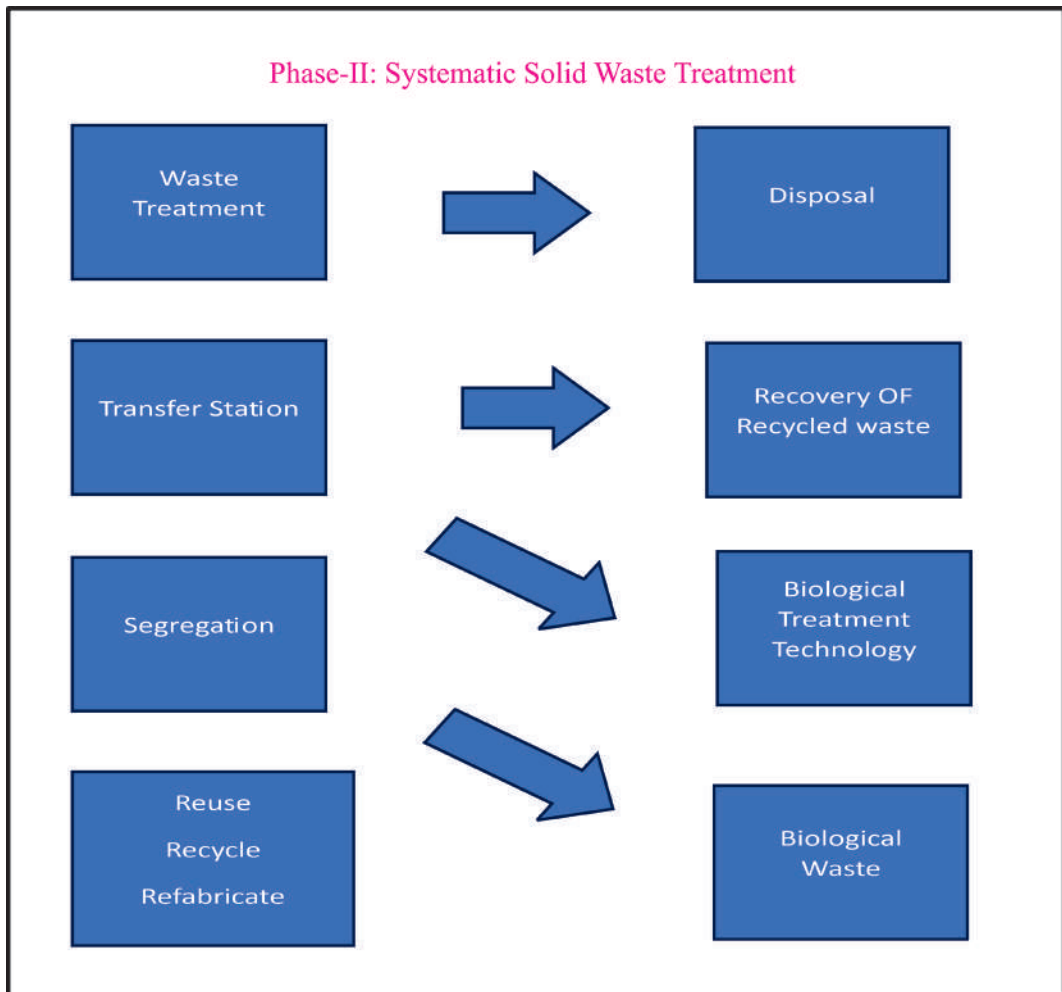 Phase-II: Systematic Solid Waste Treatment
Waste
Treatment
Disposal
Transfer Station
Recovery OF
Recycled waste
Segregation
Biological
Treatment
Technology
Reuse
Recycle
Refabricate
Biological
Waste